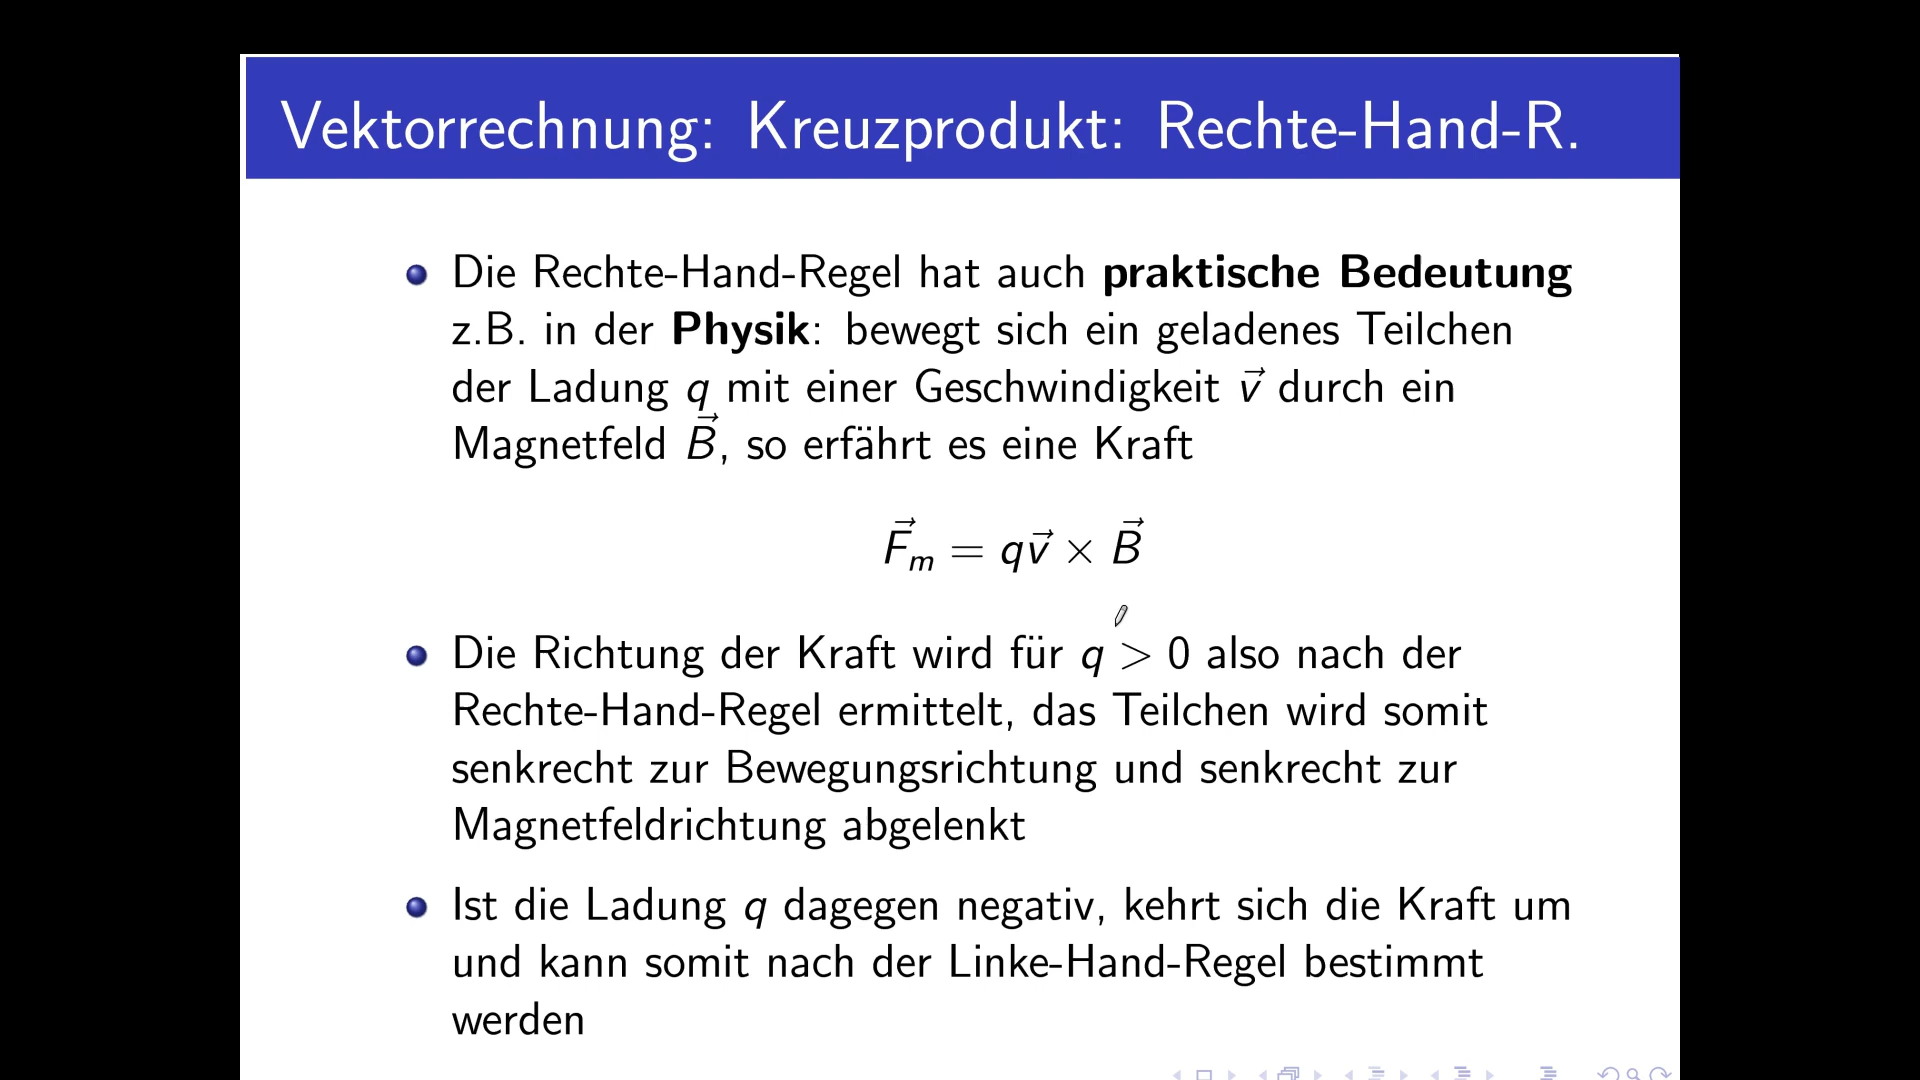 Vektorrechnung: Kreuzprodukt: Rechte-Hand-R.
Die Rechte-Hand-Regel hat auch praktische Bedeutung
z.B. in der Physik: bewegt sich ein geladenes Teilchen
der Ladung q mit einer Geschwindigkeit v⃗ durch ein
Magnetfeld B⃗, so erfährt es eine Kraft
F⃗ₘ = qv⃗ × B⃗
Die Richtung der Kraft wird für q > 0 also nach der
Rechte-Hand-Regel ermittelt, das Teilchen wird somit
senkrecht zur Bewegungsrichtung und senkrecht zur
Magnetfeldrichtung abgelenkt
Ist die Ladung q dagegen negativ, kehrt sich die Kraft um
und kann somit nach der Linke-Hand-Regel bestimmt
werden